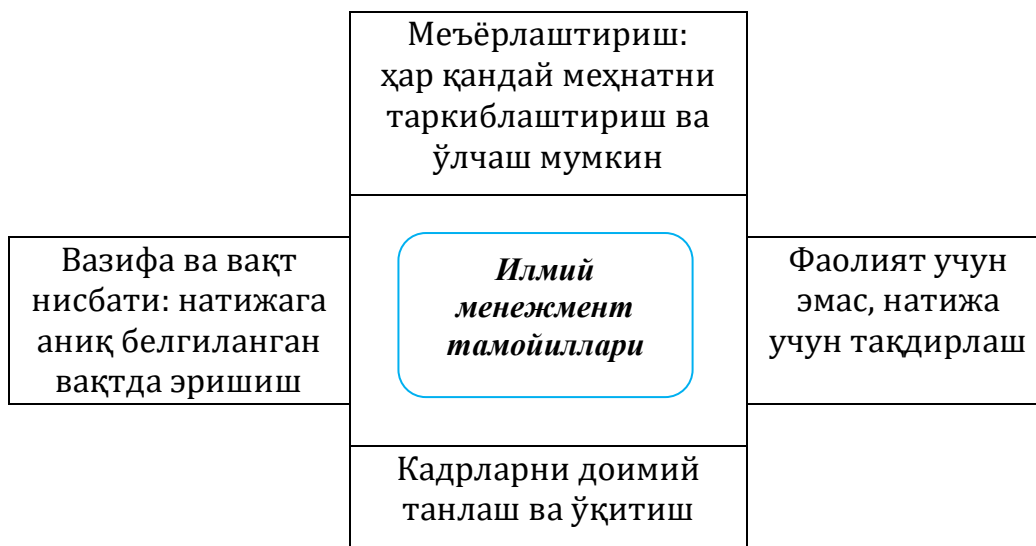 Меъёрлаштириш:
ҳар қандай меҳнатни
таркиблаштириш ва
ўлчаш мумкин
Вазифа ва вақт
нисбати: натижага
аниқ белгиланган
вақтда эришиш
Илмий
менежмент
тамойиллари
Фаолият учун
эмас, натижа
учун тақдирлаш
Кадрларни доимий
танлаш ва ўқитиш